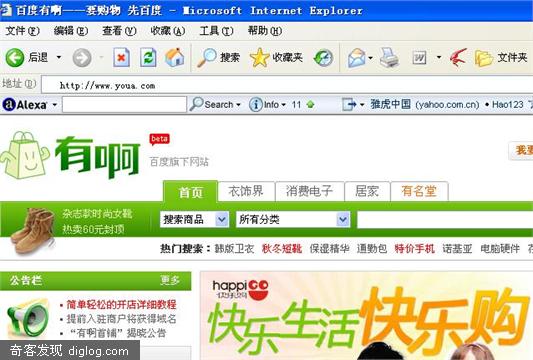 百度有啊——要购物 先百度 - Microsoft Internet Explorer
文件(F) 编辑(E) 查看(V) 收藏(A) 工具(T) 帮助(H)
后退 搜索 收藏夹 W 文件夹
地址(D) http://www.youa.com
Alexa Search Info 11 雅虎中国 (yahoo.com.cn) • Hao123
有啊 beta 百度旗下网站
首页 衣饰界 消费电子 居家 有名堂
杂志款时尚女靴 搜索商品 所有分类
热卖60元封顶
热门搜索: 韩版卫衣 秋冬短靴 保湿精华 通勤包 特价手机 诺基亚 电脑硬件
公告栏 更多
• 简单轻松的开店详细教程
• 提前入驻商户将获得域名
• “有啊首铺”揭晓公告
happiGO
快乐购
快乐生活快乐购
奇客发现 diglog.com